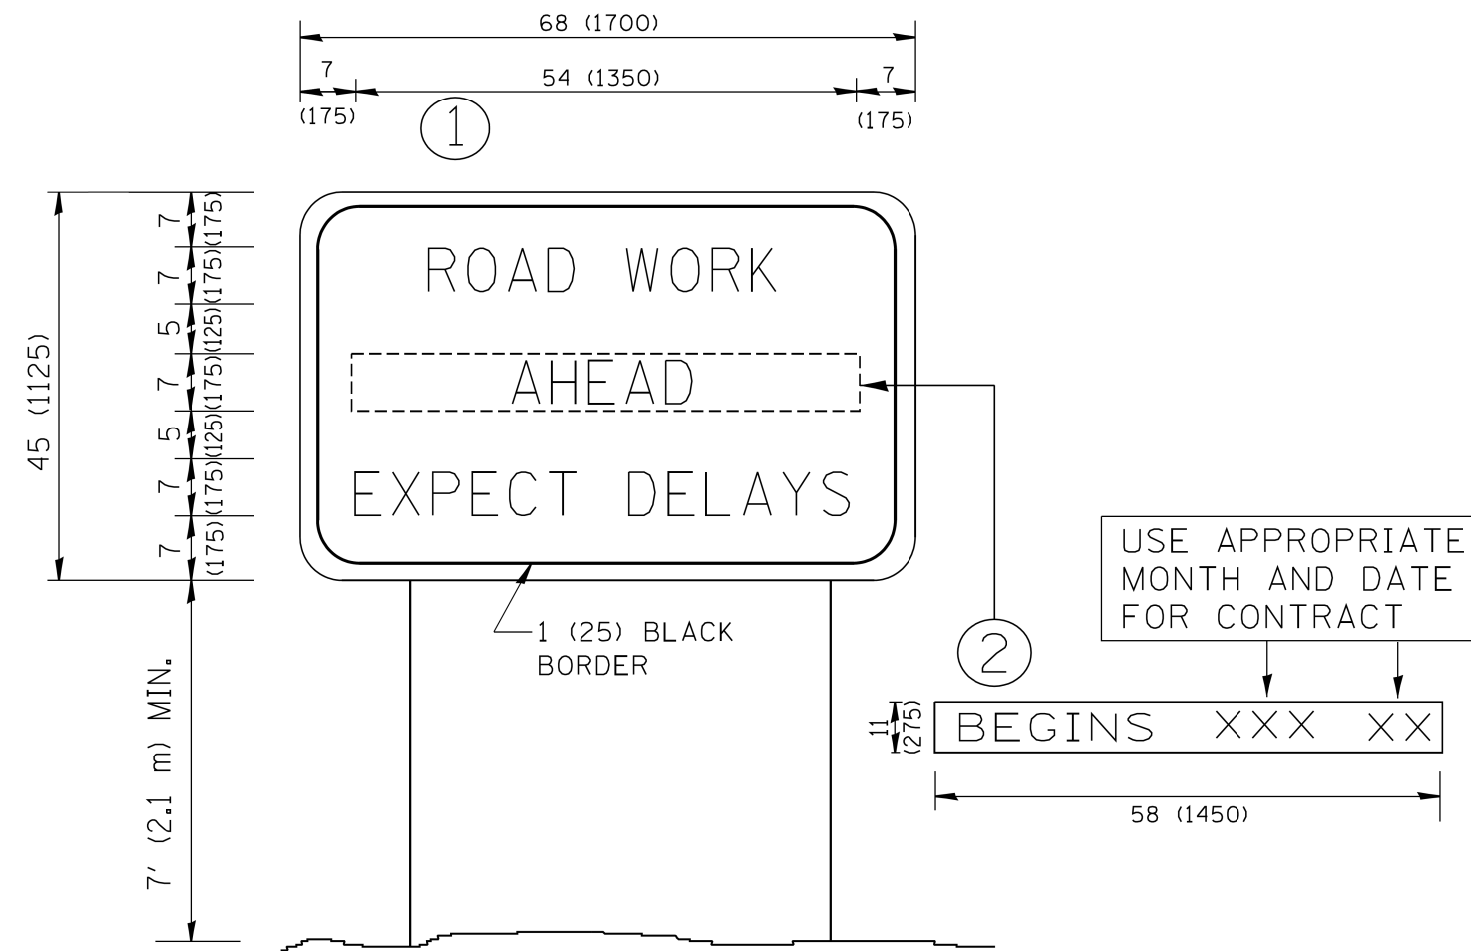 68 (1700)
7
54 (1350)
7
(175)
(175)
1
7
(175)
7
(175)
5
(125)
7
(175)
5
(125)
7
(175)
7
(175)
45 (1125)
ROAD WORK
AHEAD
EXPECT DELAYS
1 (25) BLACK
BORDER
7' (2.1 m) MIN.
USE APPROPRIATE
MONTH AND DATE
FOR CONTRACT
2
11
(275)
BEGINS XXX XX
58 (1450)